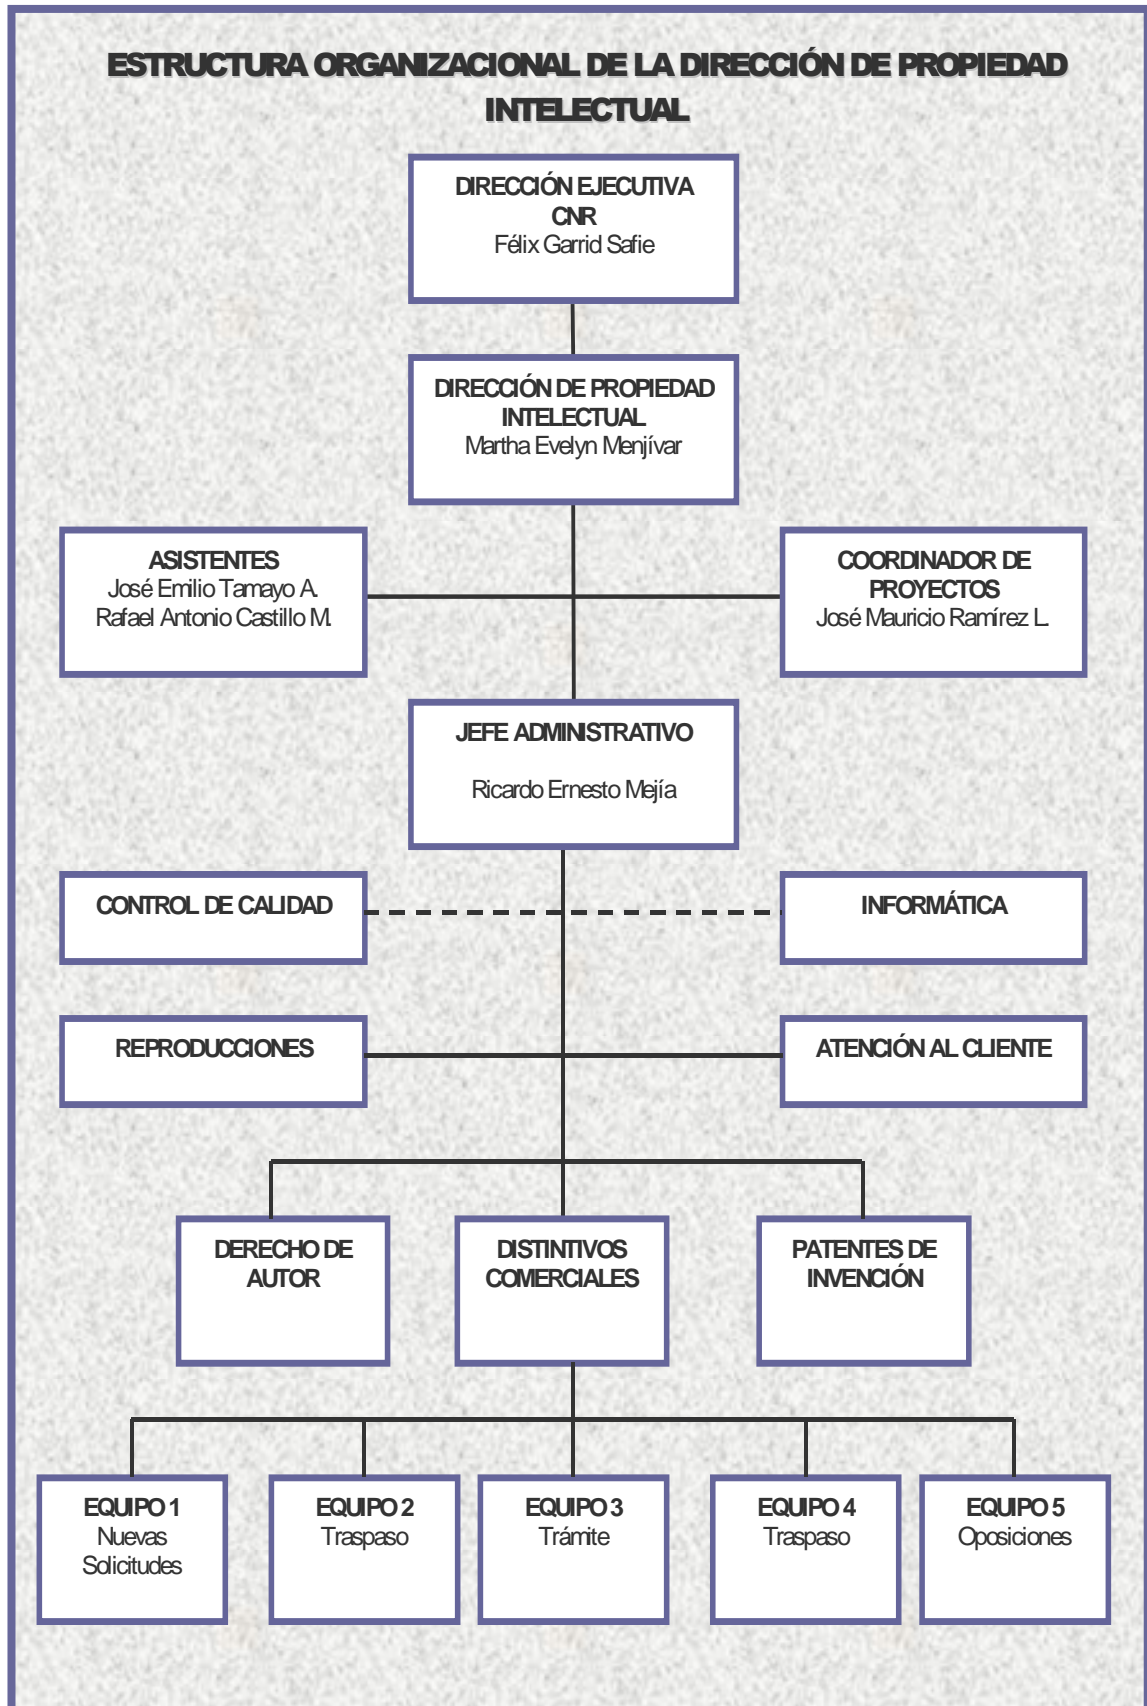 ESTRUCTURA ORGANIZACIONAL DE LA DIRECCIÓN DE PROPIEDAD
INTELECTUAL
DIRECCIÓN EJECUTIVA
CNR
Félix Garrid Safie
DIRECCIÓN DE PROPIEDAD
INTELECTUAL
Martha Evelyn Menjívar
ASISTENTES
José Emilio Tamayo A.
Rafael Antonio Castillo M.
COORDINADOR DE
PROYECTOS
José Mauricio Ramírez L.
JEFE ADMINISTRATIVO
Ricardo Ernesto Mejía
CONTROL DE CALIDAD
INFORMÁTICA
REPRODUCCIONES
ATENCIÓN AL CLIENTE
DERECHO DE
AUTOR
DISTINTIVOS
COMERCIALES
PATENTES DE
INVENCIÓN
EQUIPO 1
Nuevas
Solicitudes
EQUIPO 2
Traspaso
EQUIPO 3
Trámite
EQUIPO 4
Traspaso
EQUIPO 5
Oposiciones